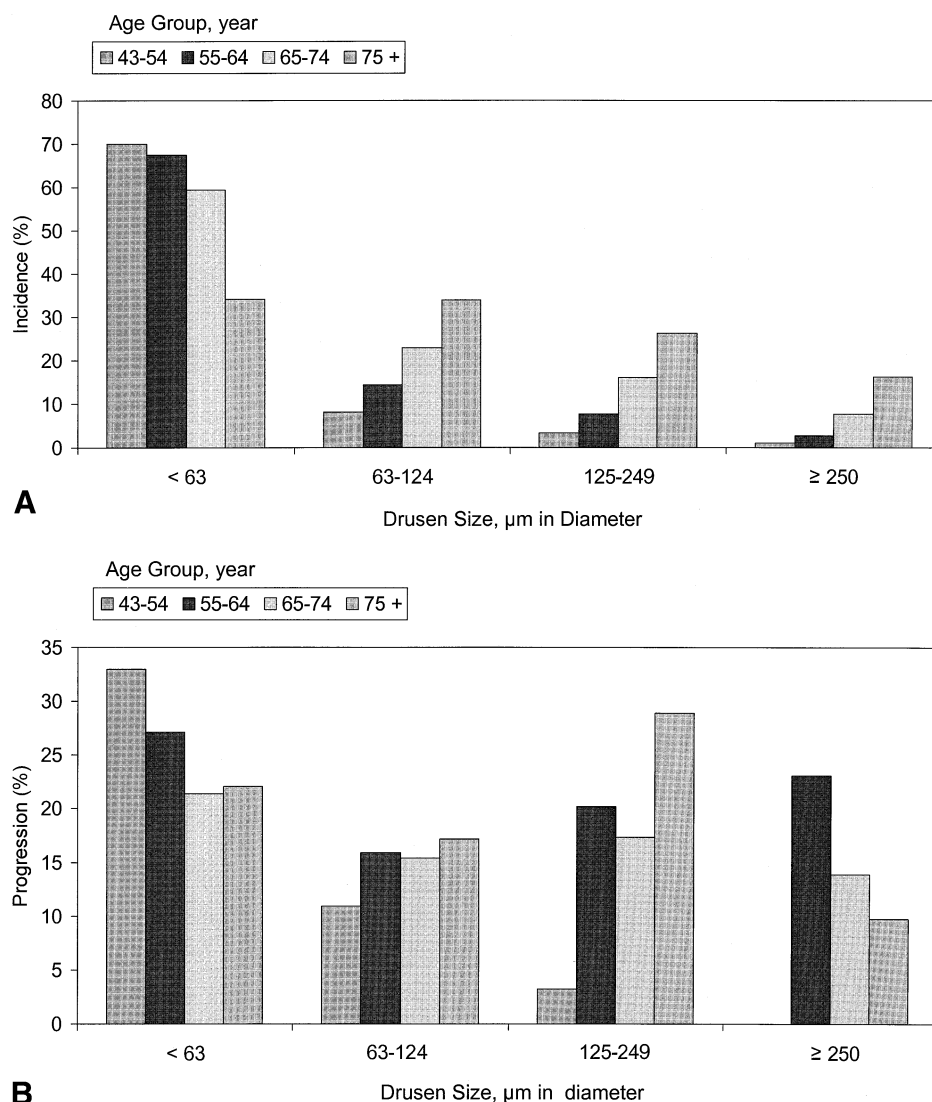 Age Group, year
43-54 55-64 65-74 75 +
80
70
60
50
40
30
20
10
0
Incidence (%)
< 63 63-124 125-249 ≥ 250
A
Drusen Size, µm in Diameter
Age Group, year
43-54 55-64 65-74 75 +
35
30
25
20
15
10
5
0
Progression (%)
< 63 63-124 125-249 ≥ 250
B
Drusen Size, µm in diameter